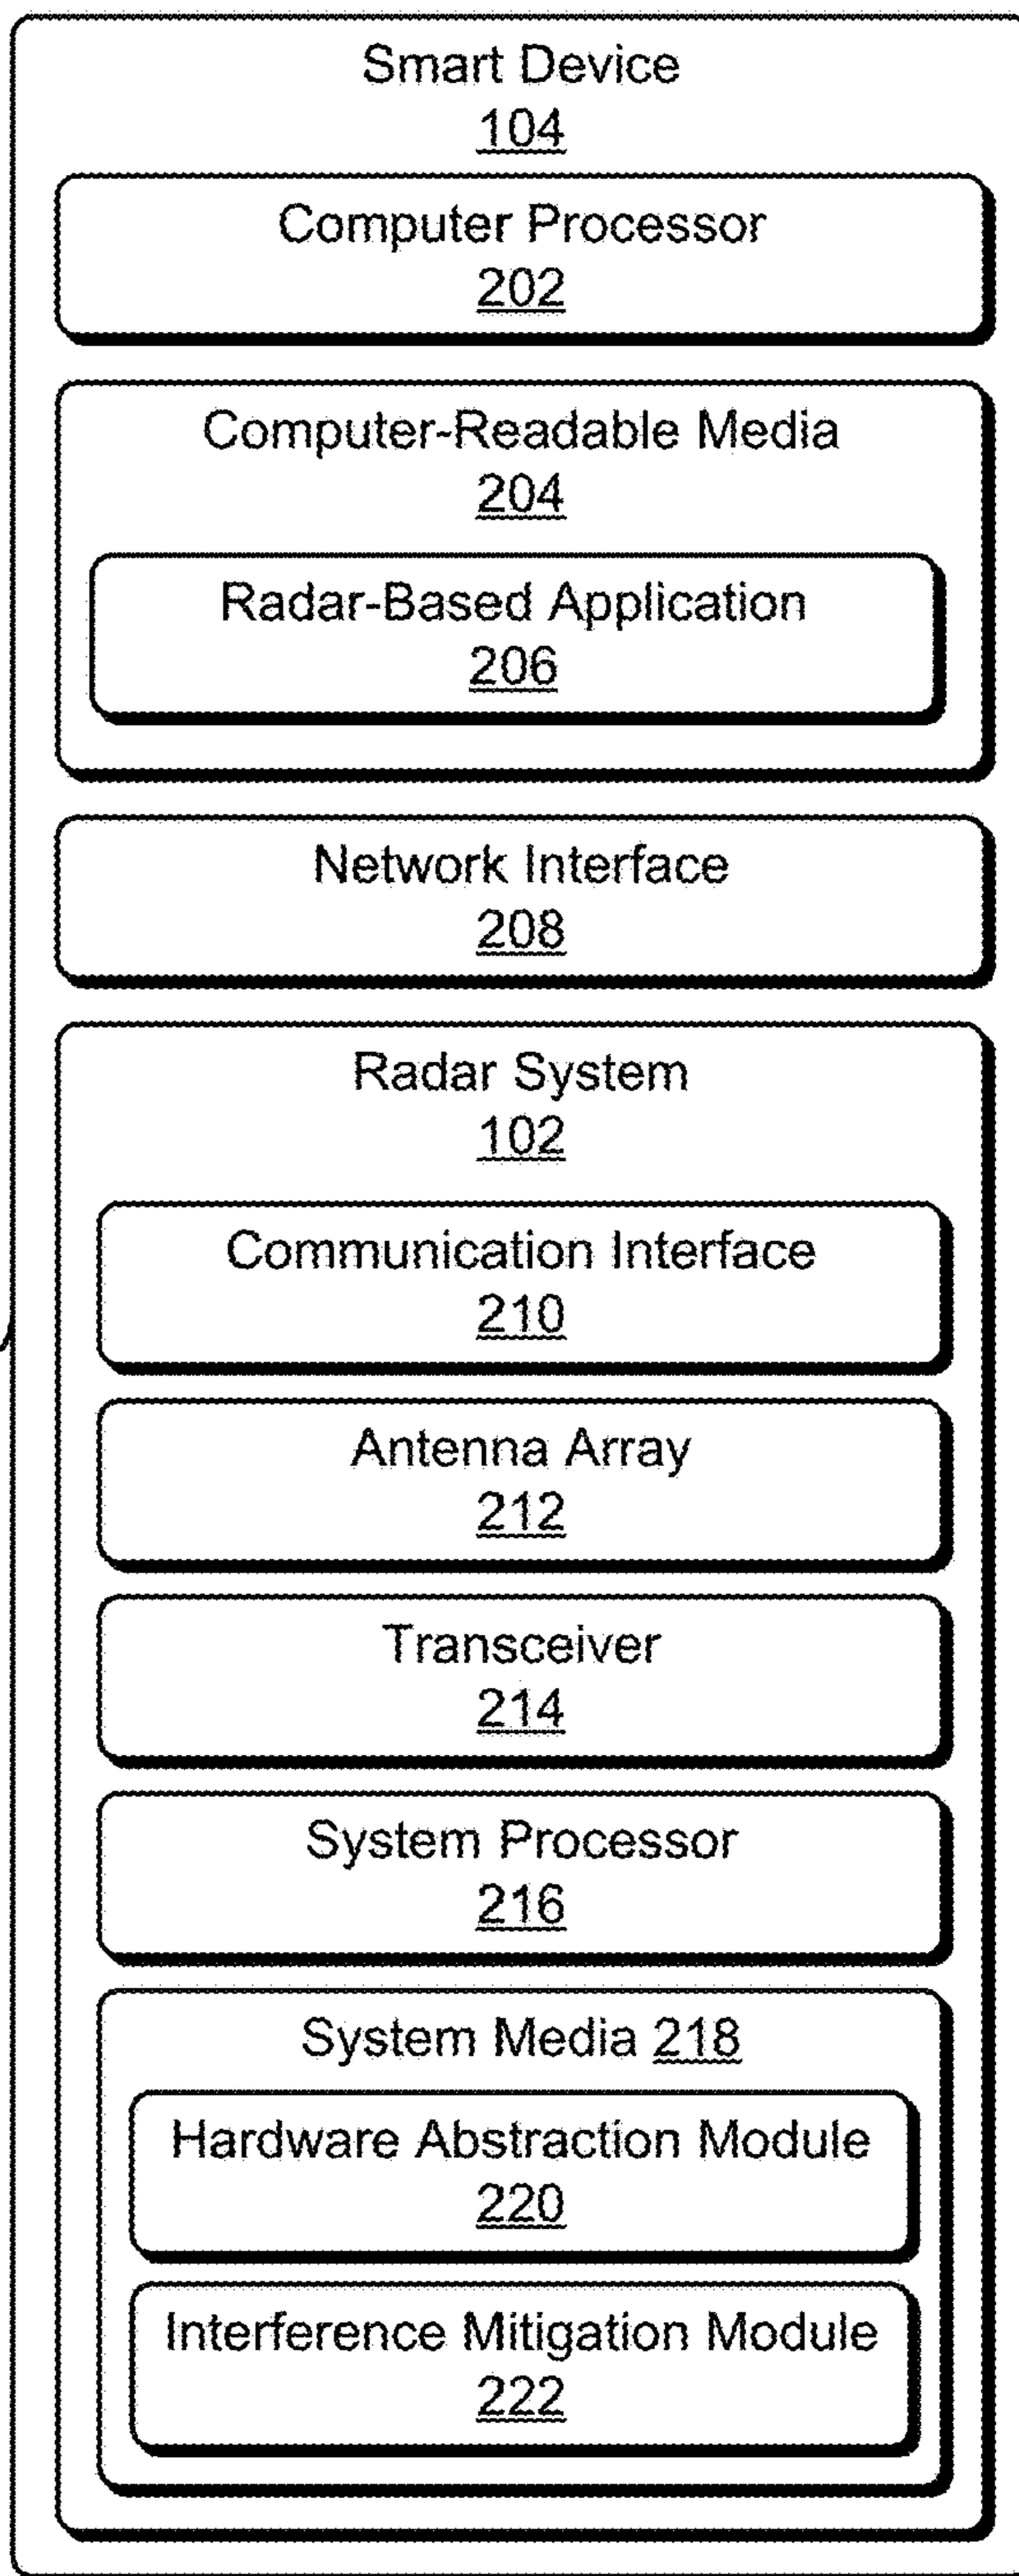 Smart Device
104
Computer Processor
202
Computer-Readable Media
204
Radar-Based Application
206
Network Interface
208
Radar System
102
Communication Interface
210
Antenna Array
212
Transceiver
214
System Processor
216
System Media 218
Hardware Abstraction Module
220
Interference Mitigation Module
222